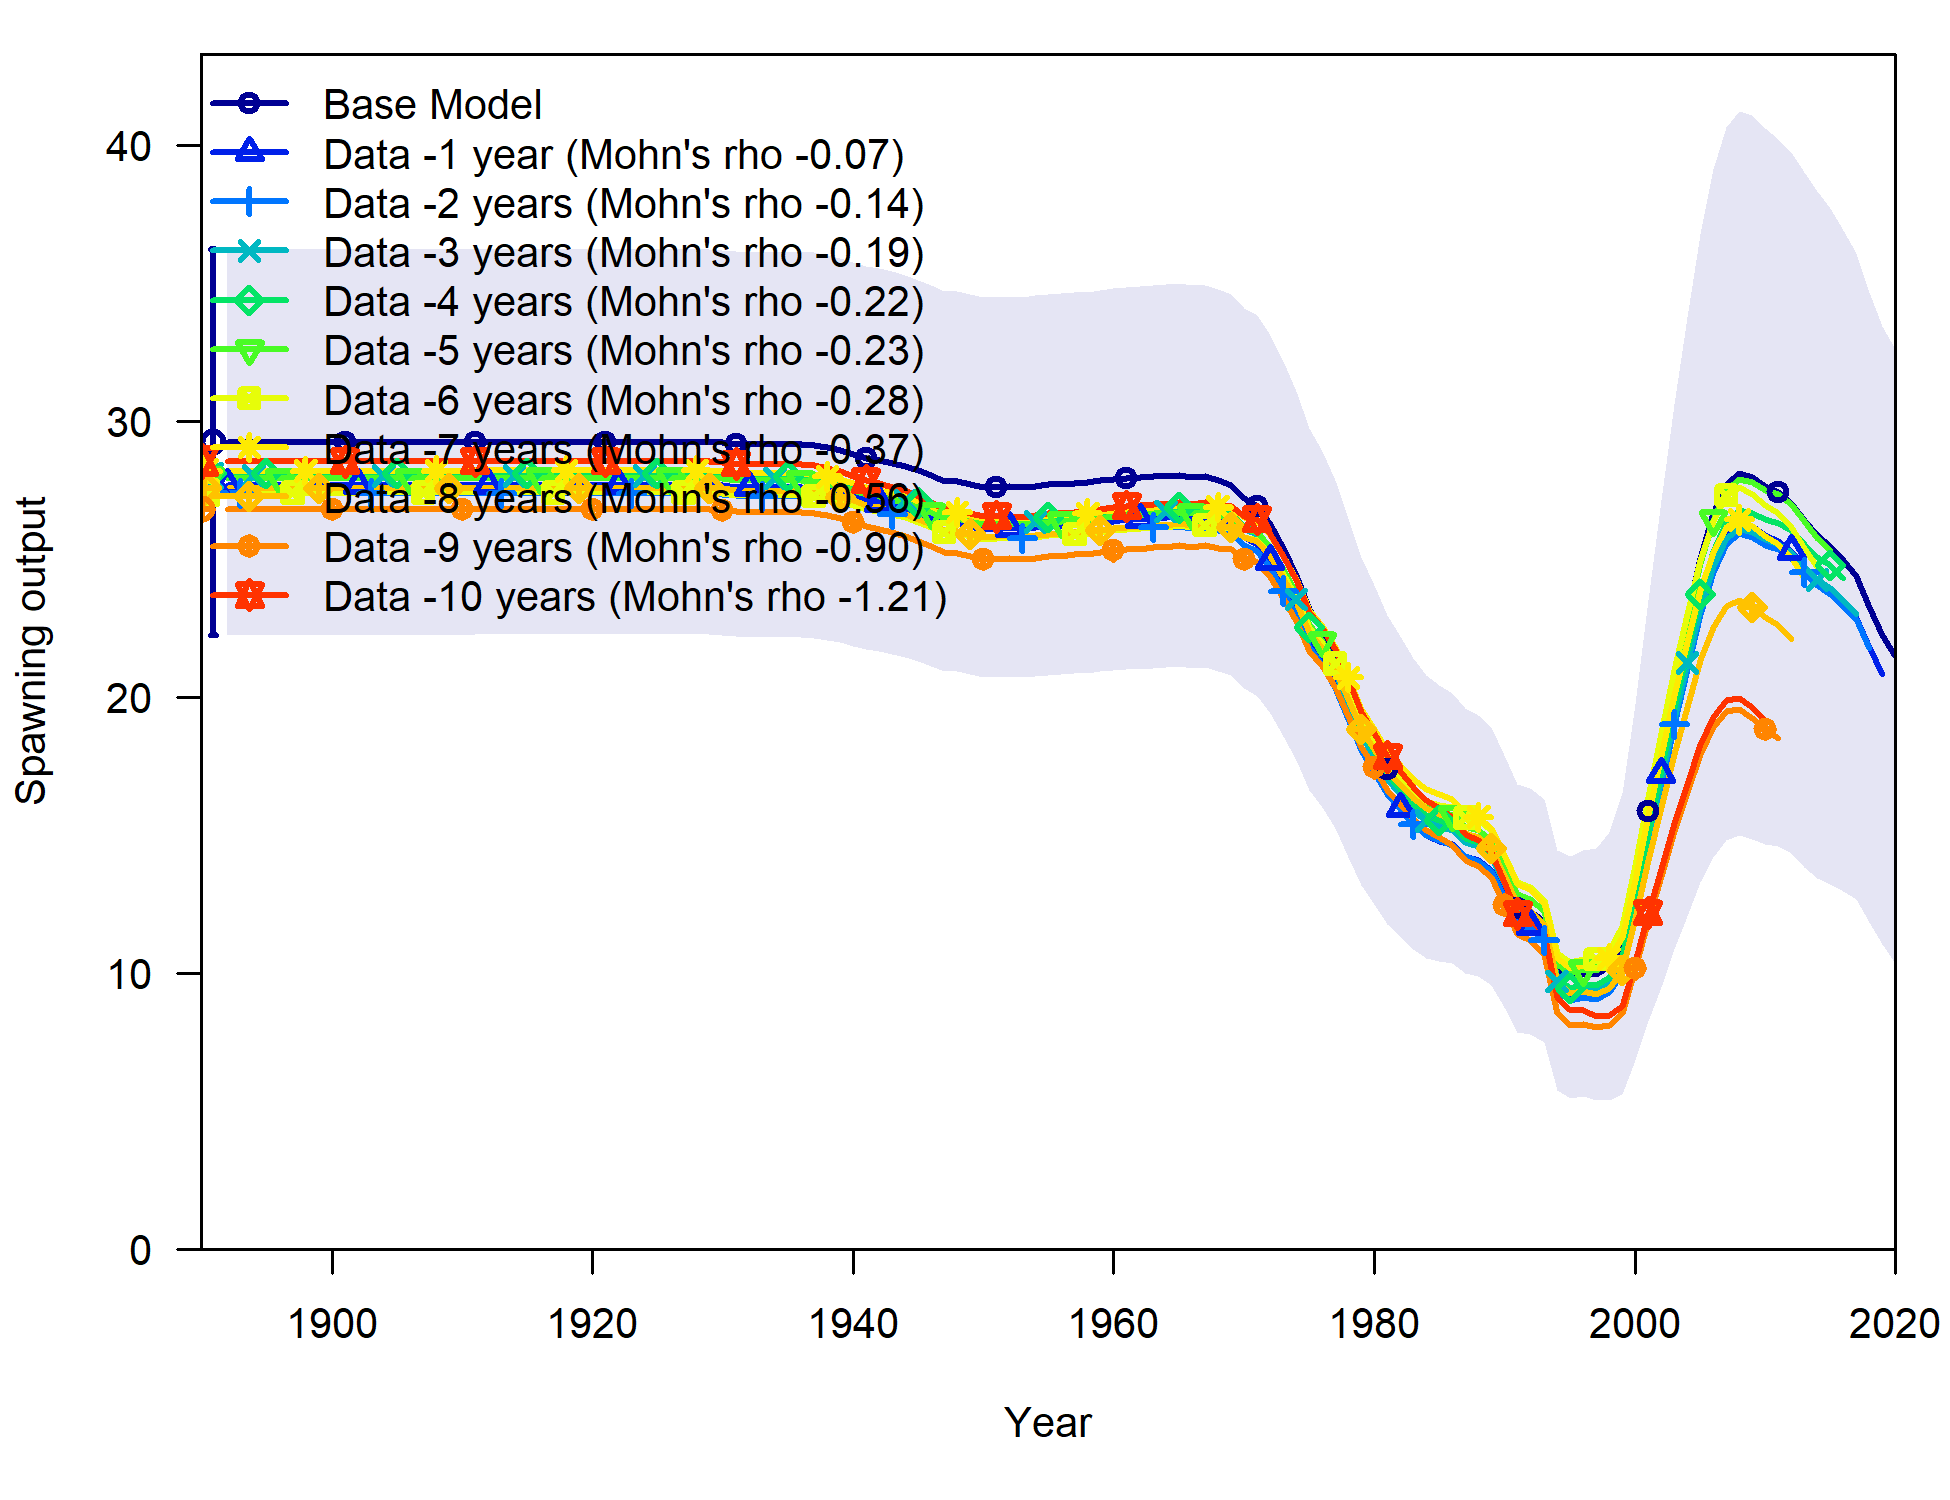 Base Model
Data -1 year (Mohn's rho -0.07)
Data -2 years (Mohn's rho -0.14)
Data -3 years (Mohn's rho -0.19)
Data -4 years (Mohn's rho -0.22)
Data -5 years (Mohn's rho -0.23)
Data -6 years (Mohn's rho -0.28)
Data -7 years (Mohn's rho -0.37)
Data -8 years (Mohn's rho -0.56)
Data -9 years (Mohn's rho -0.90)
Data -10 years (Mohn's rho -1.21)
40
30
20
10
0
Spawning output
1900 1920 1940 1960 1980 2000 2020
Year